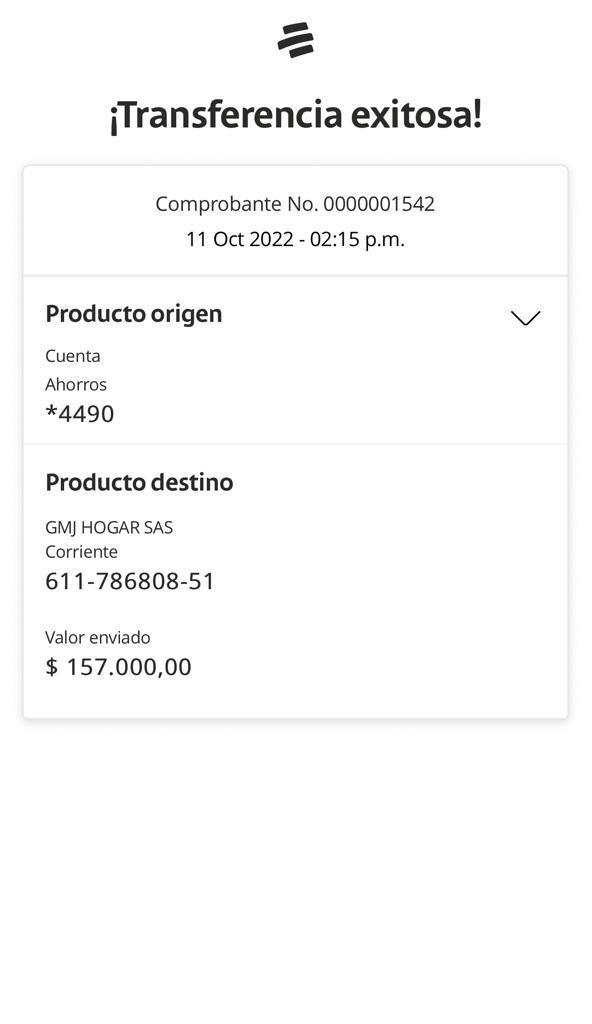 ¡Transferencia exitosa!
Comprobante No. 0000001542
11 Oct 2022 - 02:15 p.m.
Producto origen
Cuenta
Ahorros
*4490
Producto destino
GMJ HOGAR SAS
Corriente
611-786808-51
Valor enviado
$ 157.000,00